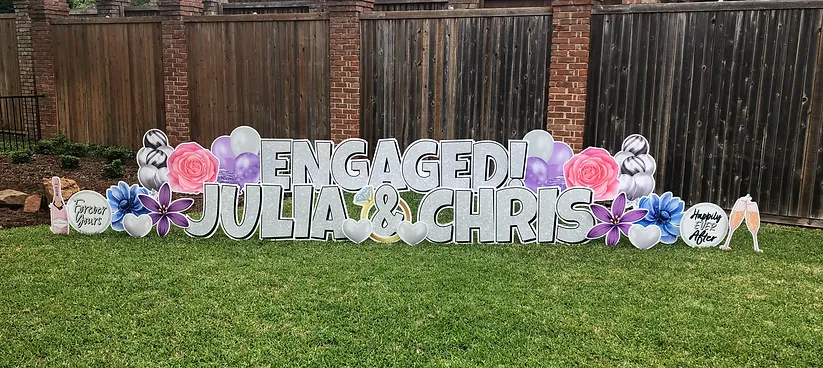 ENGAGED!
JULIA & CHRIS
Forever
Yours
Happily
EVER
After